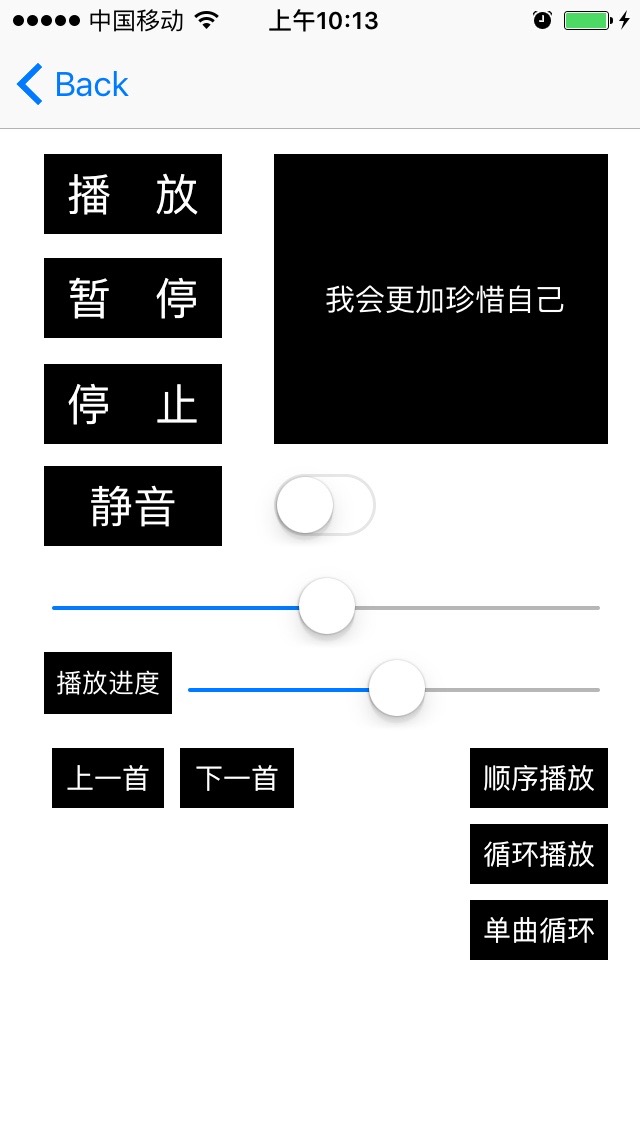 中国移动 上午10:13
Back
播 放
暂 停
我会更加珍惜自己
停 止
静音
播放进度
上一首 下一首 顺序播放
循环播放
单曲循环